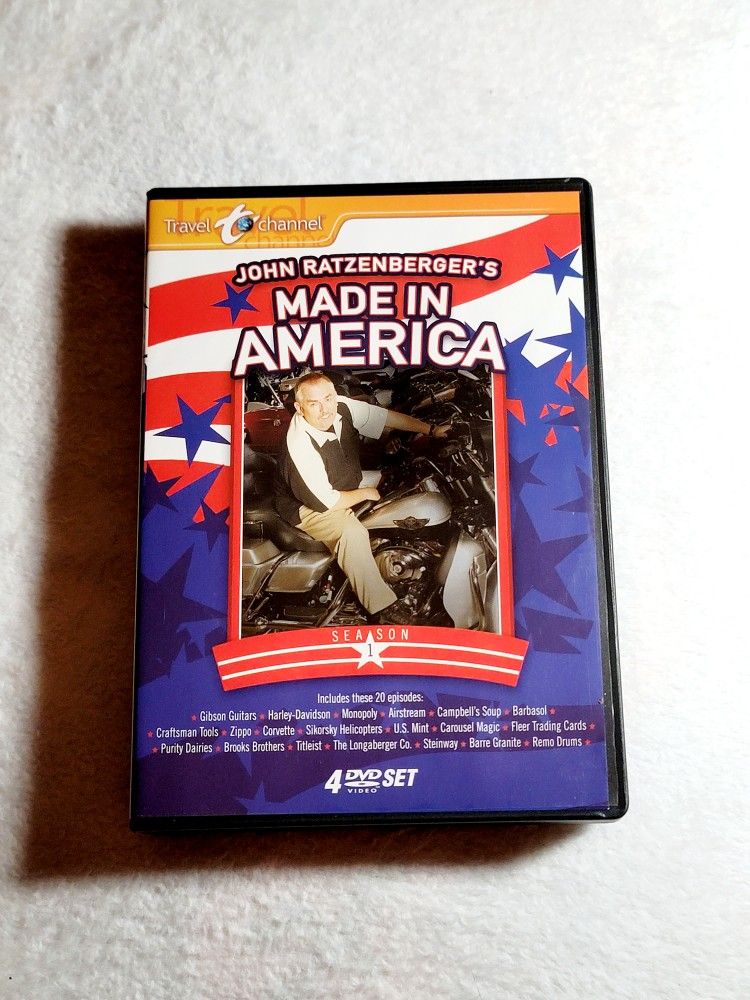 Travel channel
JOHN RATZENBERGER'S
MADE IN
AMERICA
SEASON
1
Includes these 20 episodes:
★ Gibson Guitars ★ Harley-Davidson ★ Monopoly ★ Airstream ★ Campbell's Soup ★ Barbasol ★
★ Craftsman Tools ★ Zippo ★ Corvette ★ Sikorsky Helicopters ★ U.S. Mint ★ Carousel Magic ★ Fleer Trading Cards ★
★ Purity Dairies ★ Brooks Brothers ★ Titleist ★ The Longaberger Co. ★ Steinway ★ Barre Granite ★ Remo Drums ★
4 DVD SET
VIDEO